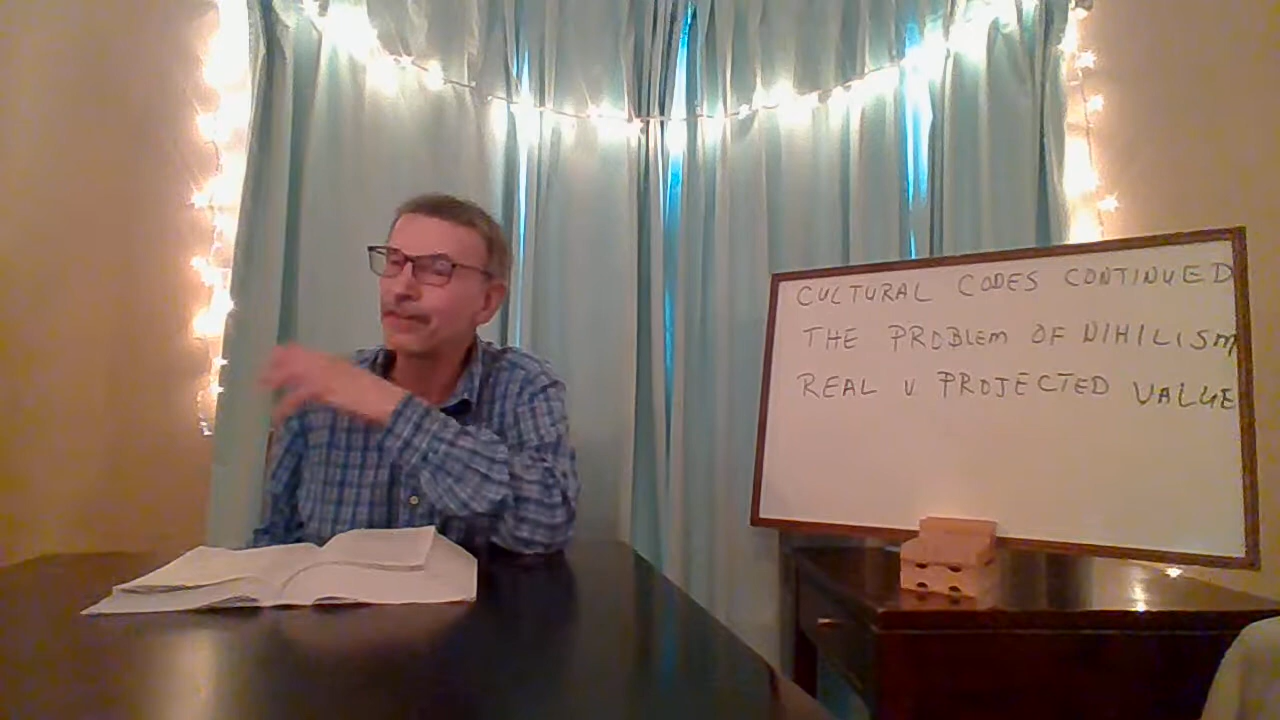 CULTURAL CODES CONTINUED
THE PROBLEM OF NIHILISM
REAL V PROJECTED VALUE